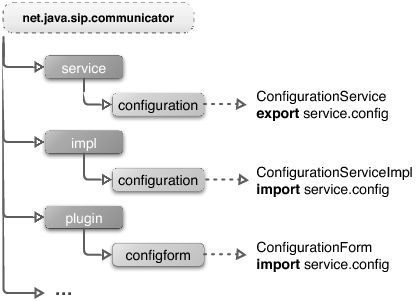 net.java.sip.communicator
service
configuration
ConfigurationService
export service.config
impl
configuration
ConfigurationServiceImpl
import service.config
plugin
configform
ConfigurationForm
import service.config
...